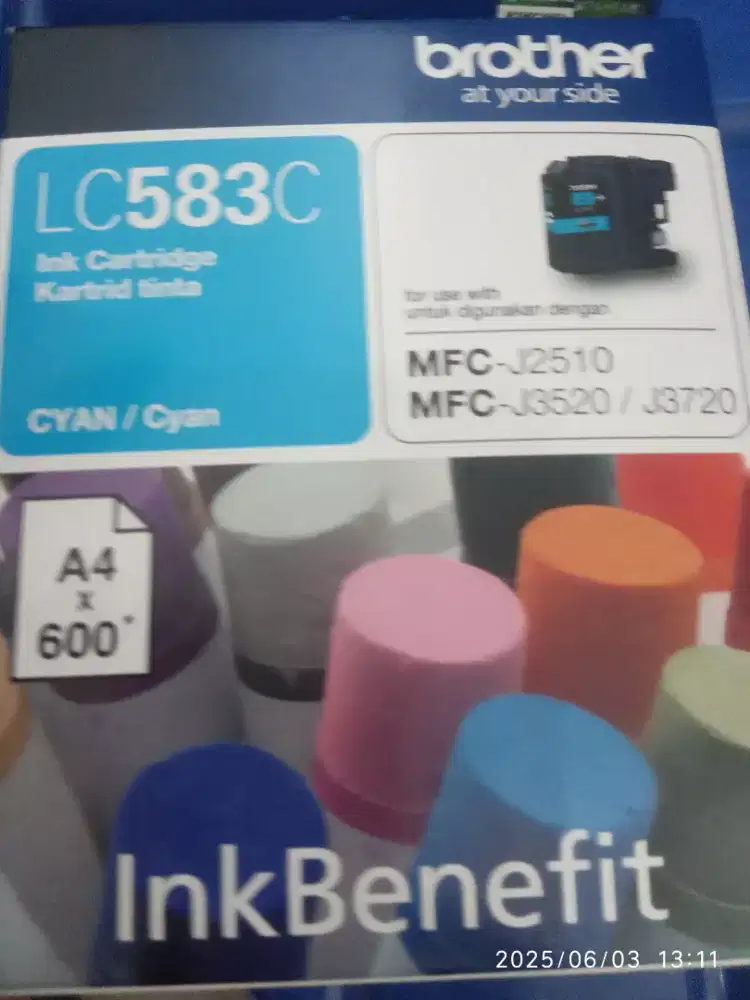 brother
at your side
LC583C
Ink Cartridge
Kartrid tinta
CYAN / Cyan
for use with
untuk digunakan dengan
MFC-J2510
MFC-J3520 / J3720
A4
x
600*
InkBenefit
2025/06/03 13:11